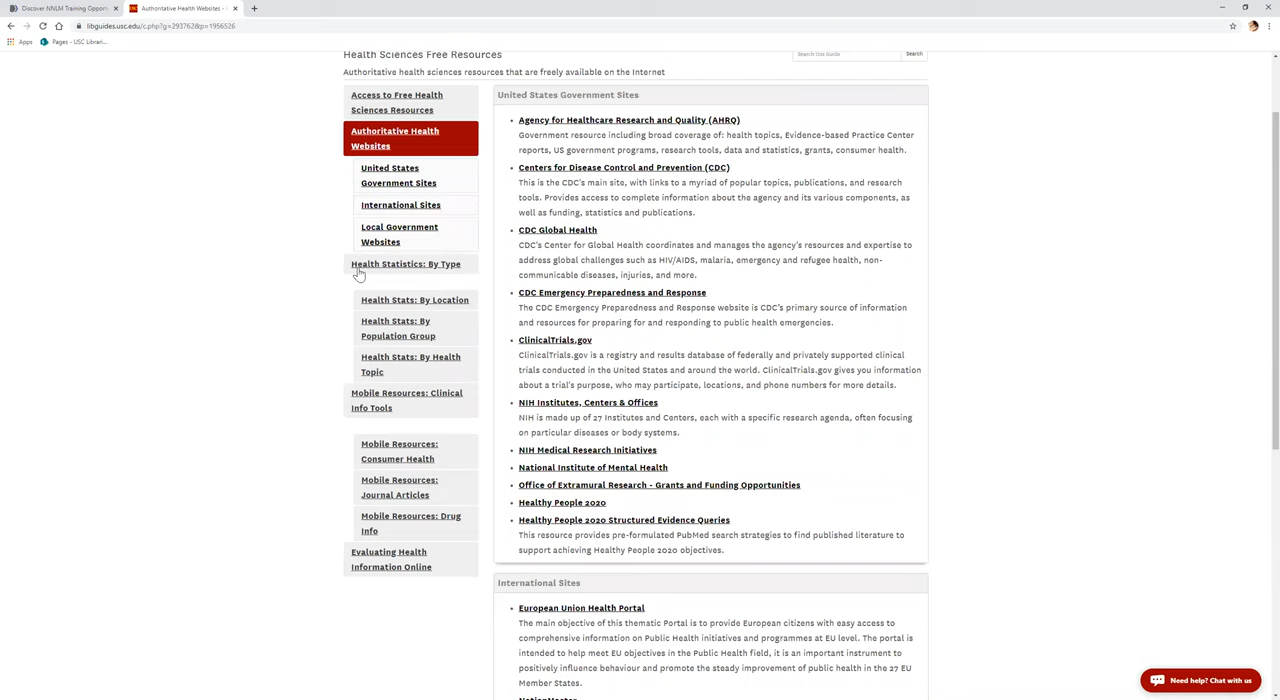 Discover NNLM Training Opport
Authoritative Health Websites -
libguides.usc.edu/c.php?g=293762&p=1956526
Apps
Pages - USC Librari...
Health Sciences Free Resources
Search this Guide
Search
Authoritative health sciences resources that are freely available on the Internet
Access to Free Health
Sciences Resources
Authoritative Health
Websites
United States
Government Sites
International Sites
Local Government
Websites
Health Statistics: By Type
Health Stats: By Location
Health Stats: By
Population Group
Health Stats: By Health
Topic
Mobile Resources: Clinical
Info Tools
Mobile Resources:
Consumer Health
Mobile Resources:
Journal Articles
Mobile Resources: Drug
Info
Evaluating Health
Information Online
United States Government Sites
Agency for Healthcare Research and Quality (AHRQ)
Government resource including broad coverage of: health topics, Evidence-based Practice Center
reports, US government programs, research tools, data and statistics, grants, consumer health.
Centers for Disease Control and Prevention (CDC)
This is the CDC's main site, with links to a myriad of popular topics, publications, and research
tools. Provides access to complete information about the agency and its various components, as
well as funding, statistics and publications.
CDC Global Health
CDC's Center for Global Health coordinates and manages the agency's resources and expertise to
address global challenges such as HIV/AIDS, malaria, emergency and refugee health, non-
communicable diseases, injuries, and more.
CDC Emergency Preparedness and Response
The CDC Emergency Preparedness and Response website is CDC's primary source of information
and resources for preparing for and responding to public health emergencies.
ClinicalTrials.gov
ClinicalTrials.gov is a registry and results database of federally and privately supported clinical
trials conducted in the United States and around the world. ClinicalTrials.gov gives you information
about a trial's purpose, who may participate, locations, and phone numbers for more details.
NIH Institutes, Centers & Offices
NIH is made up of 27 Institutes and Centers, each with a specific research agenda, often focusing
on particular diseases or body systems.
NIH Medical Research Initiatives
National Institute of Mental Health
Office of Extramural Research - Grants and Funding Opportunities
Healthy People 2020
Healthy People 2020 Structured Evidence Queries
This resource provides pre-formulated PubMed search strategies to find published literature to
support achieving Healthy People 2020 objectives.
International Sites
European Union Health Portal
The main objective of this thematic Portal is to provide European citizens with easy access to
comprehensive information on Public Health initiatives and programmes at EU level. The portal is
intended to help meet EU objectives in the Public Health field, it is an important instrument to
positively influence behaviour and promote the steady improvement of public health in the 27 EU
Member States.
NationMaster
Need help? Chat with us